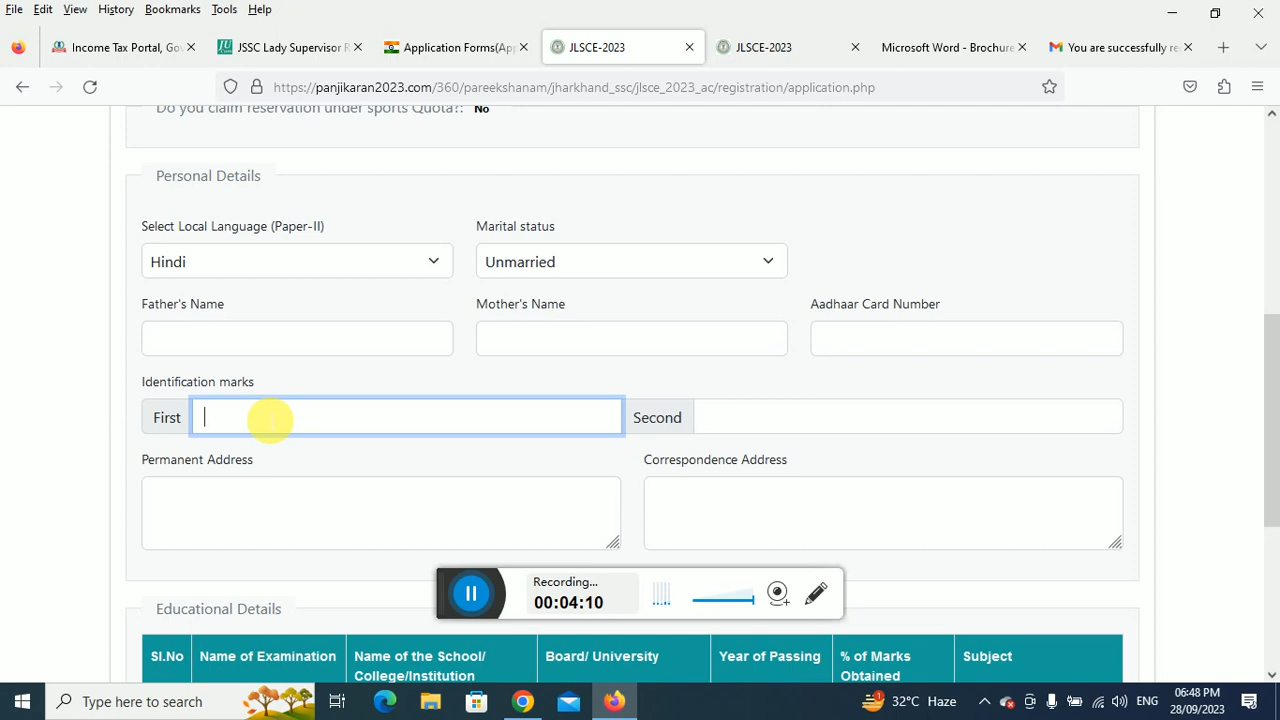 File Edit View History Bookmarks Tools Help
Income Tax Portal, Gov
JSSC Lady Supervisor R
Application Forms(App
JLSCE-2023
JLSCE-2023
Microsoft Word - Brochure
You are successfully re
https://panjikaran2023.com/360/pareekshanam/jharkhand_ssc/jlsce_2023_ac/registration/application.php
Do you claim reservation under sports Quota?: No
Personal Details
Select Local Language (Paper-II) Marital status
Hindi Unmarried
Father's Name Mother's Name Aadhaar Card Number
Identification marks
First Second
Permanent Address Correspondence Address
Recording...
00:04:10
Educational Details
Sl.No Name of Examination Name of the School/ College/Institution Board/ University Year of Passing % of Marks Obtained Subject
Type here to search
32°C Haze
ENG
06:48 PM
28/09/2023